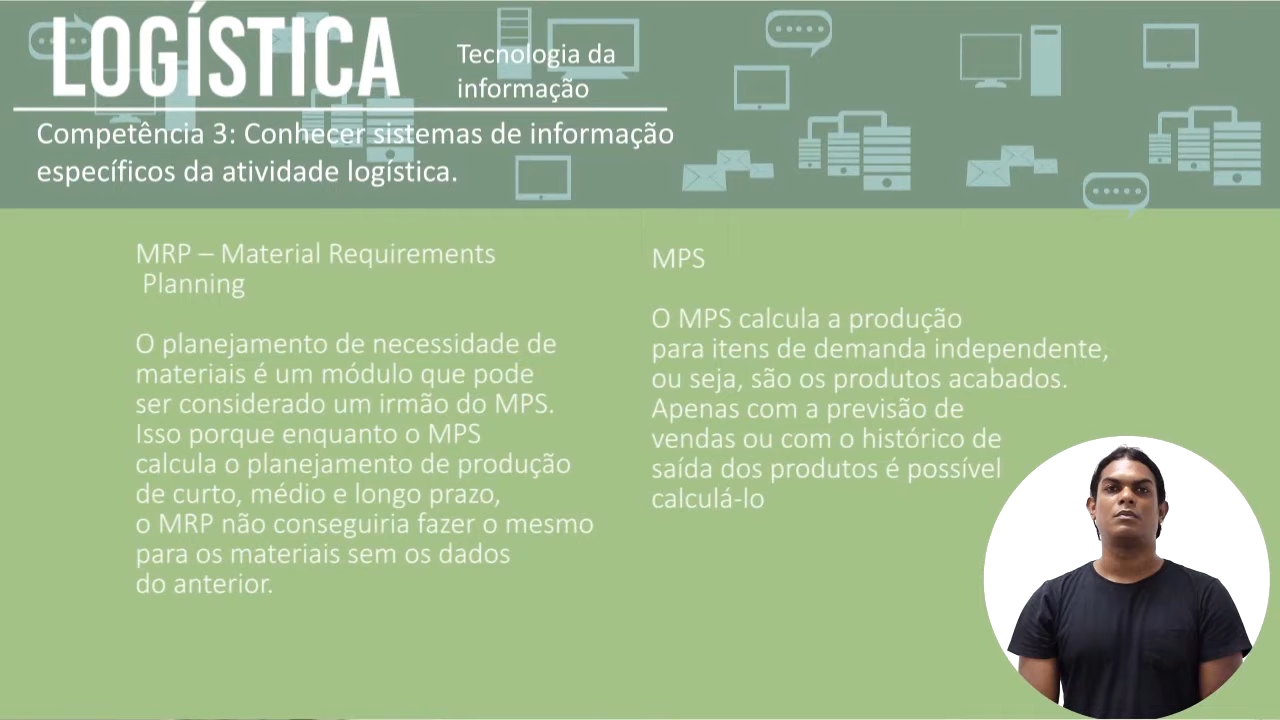 LOGÍSTICA
Tecnologia da
informação
Competência 3: Conhecer sistemas de informação
específicos da atividade logística.
MRP – Material Requirements
Planning
O planejamento de necessidade de
materiais é um módulo que pode
ser considerado um irmão do MPS.
Isso porque enquanto o MPS
calcula o planejamento de produção
de curto, médio e longo prazo,
o MRP não conseguiria fazer o mesmo
para os materiais sem os dados
do anterior.
MPS
O MPS calcula a produção
para itens de demanda independente,
ou seja, são os produtos acabados.
Apenas com a previsão de
vendas ou com o histórico de
saída dos produtos é possível
calculá-lo